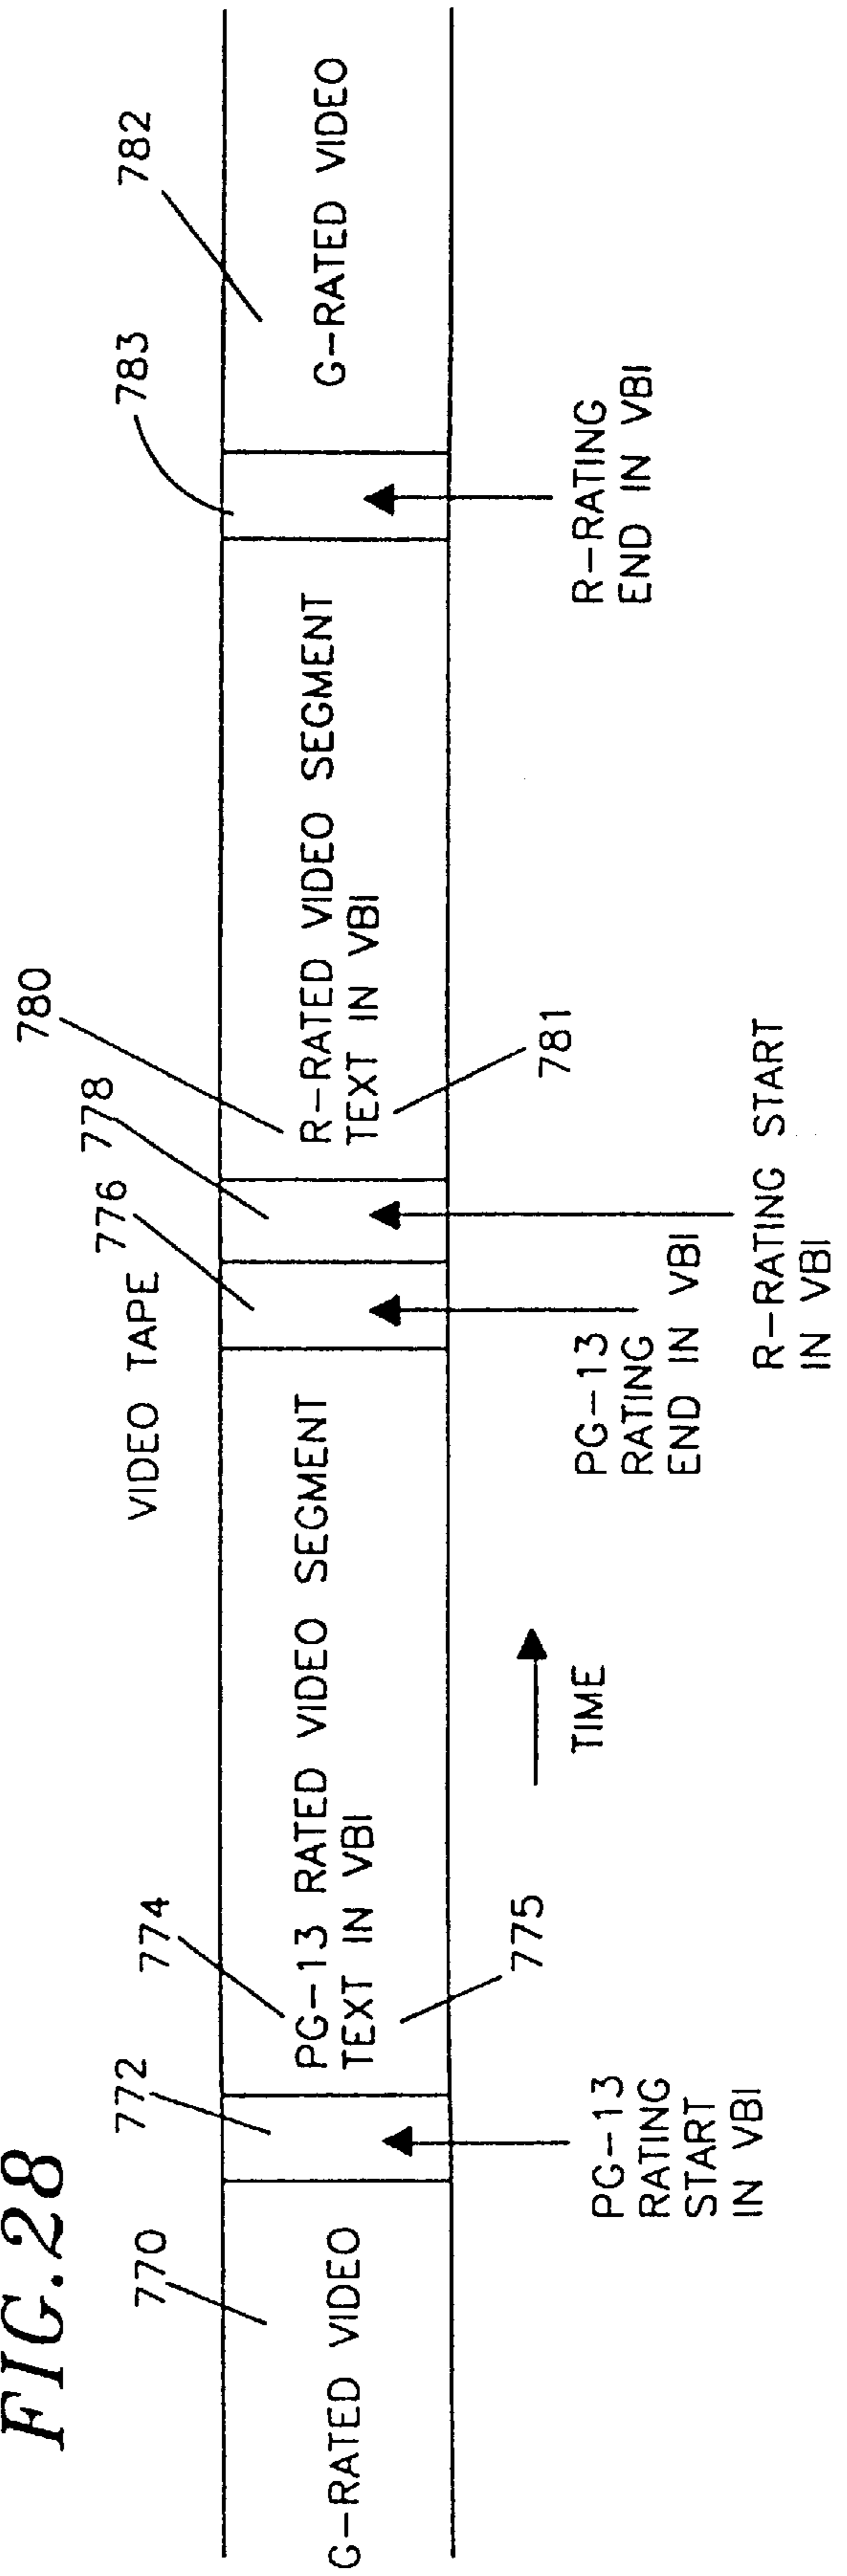 FIG.28
VIDEO TAPE
770
772
774
776
778
780
783
782
G-RATED VIDEO
PG-13 RATED VIDEO SEGMENT
TEXT IN VBI
R-RATED VIDEO SEGMENT
TEXT IN VBI
G-RATED VIDEO
775
781
PG-13
RATING
START
IN VBI
TIME
PG-13
RATING
END IN VBI
R-RATING START
IN VBI
R-RATING
END IN VBI